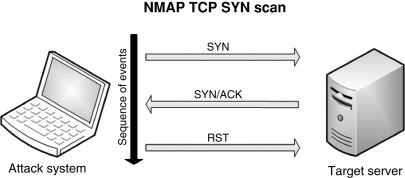 NMAP TCP SYN scan
Sequence of events
SYN
SYN/ACK
RST
Attack system
Target server